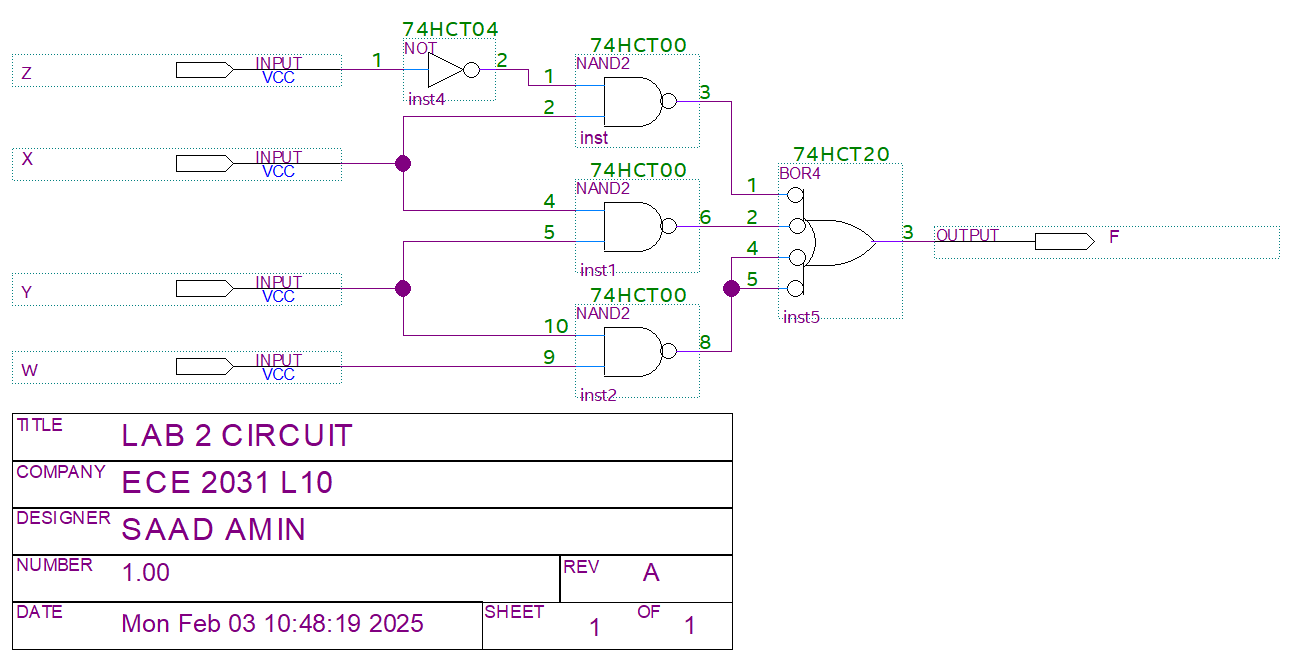 74HCT04
NOT
1
2
inst4
Z
INPUT
VCC
74HCT00
NAND2
1
2
3
inst
X
INPUT
VCC
74HCT00
NAND2
4
5
6
inst1
74HCT20
BOR4
1
2
4
5
3
inst5
OUTPUT
F
Y
INPUT
VCC
74HCT00
NAND2
10
9
8
inst2
W
INPUT
VCC
TITLE
LAB 2 CIRCUIT
COMPANY
ECE 2031 L10
DESIGNER
SAAD AMIN
NUMBER
1.00
REV
A
DATE
Mon Feb 03 10:48:19 2025
SHEET
1
OF
1